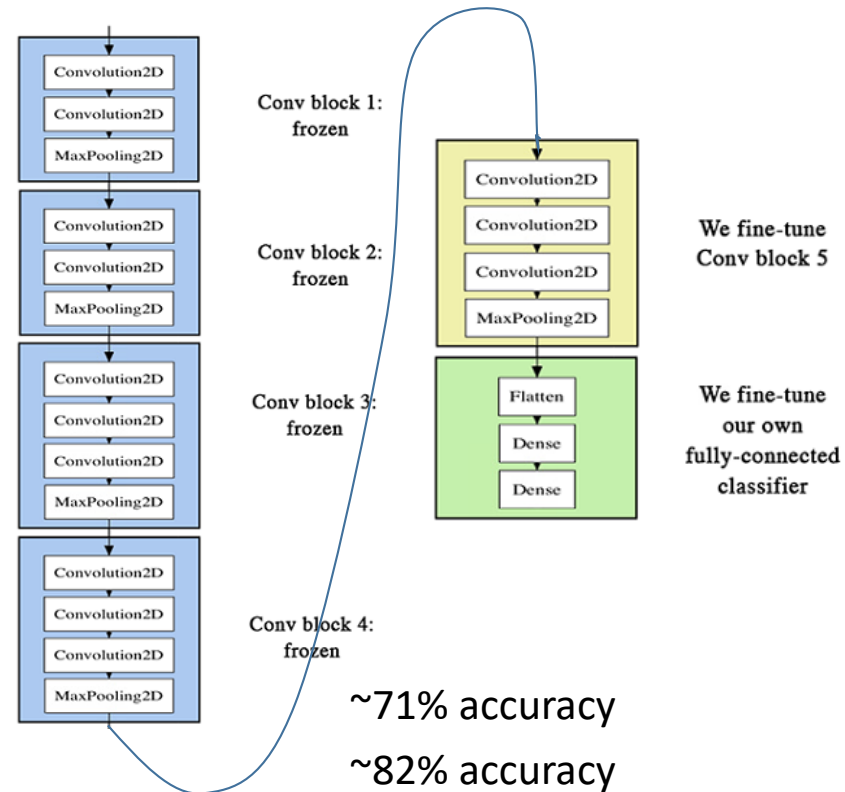 Convolution2D
Convolution2D
MaxPooling2D
Conv block 1:
frozen
Convolution2D
Convolution2D
MaxPooling2D
Conv block 2:
frozen
Convolution2D
Convolution2D
Convolution2D
MaxPooling2D
Conv block 3:
frozen
Convolution2D
Convolution2D
Convolution2D
MaxPooling2D
Conv block 4:
frozen
Convolution2D
Convolution2D
Convolution2D
MaxPooling2D
We fine-tune
Conv block 5
Flatten
Dense
Dense
We fine-tune
our own
fully-connected
classifier
~71% accuracy
~82% accuracy